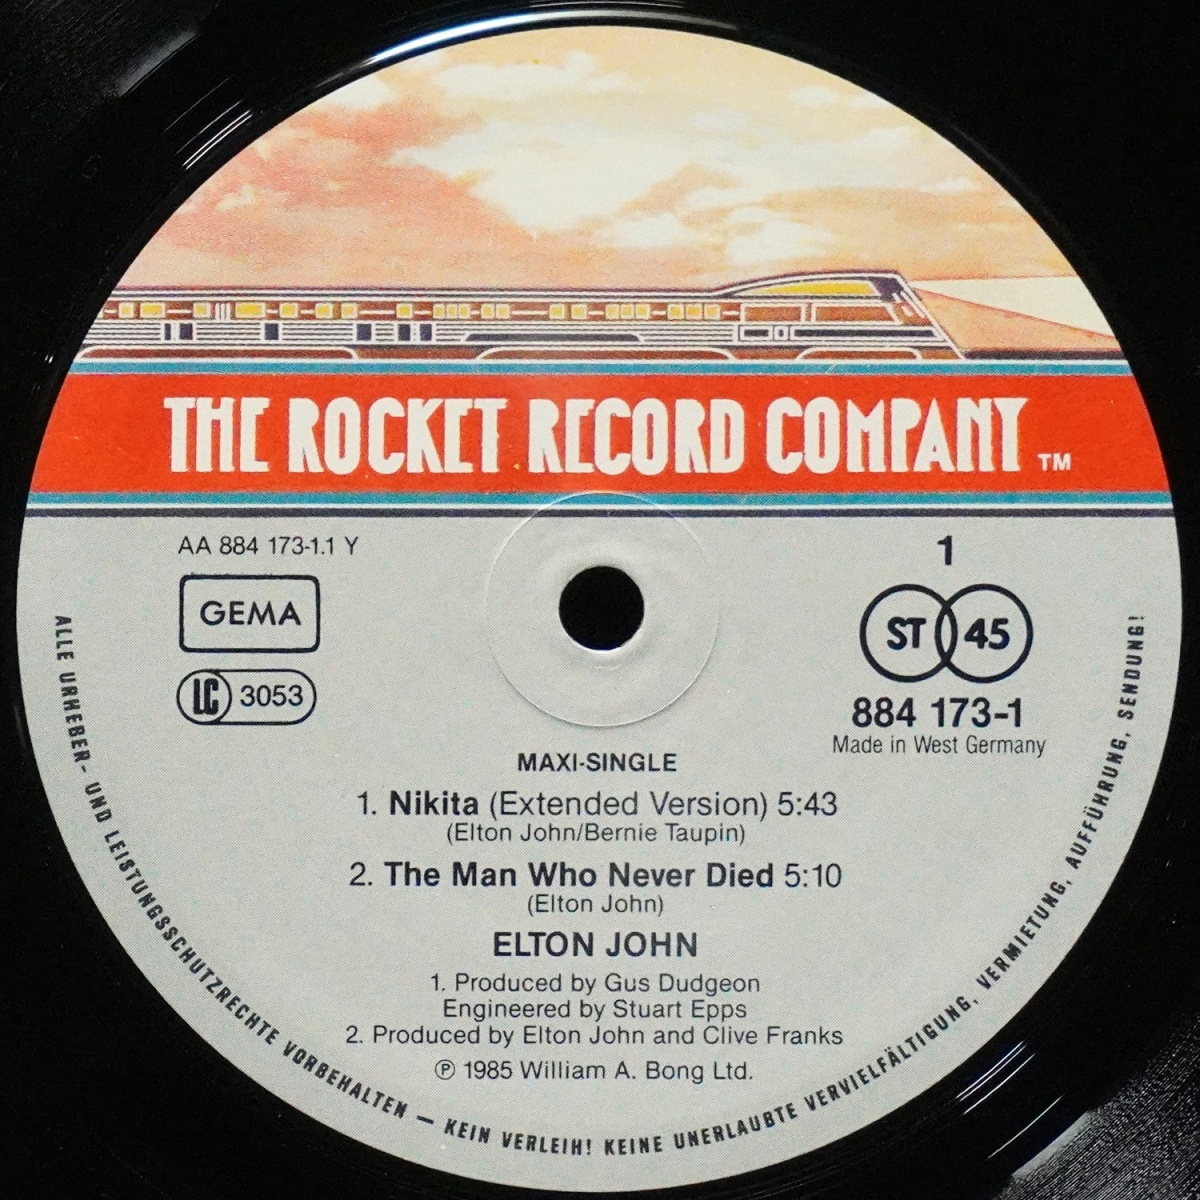 THE ROCKET RECORD COMPANY TM
AA 884 173-1.1 Y
GEMA
LC 3053
1
ST 45
884 173-1
Made in West Germany
MAXI-SINGLE
1. Nikita (Extended Version) 5:43
(Elton John/Bernie Taupin)
2. The Man Who Never Died 5:10
(Elton John)
ELTON JOHN
1. Produced by Gus Dudgeon
Engineered by Stuart Epps
2. Produced by Elton John and Clive Franks
℗ 1985 William A. Bong Ltd.
ALLE URHEBER- UND LEISTUNGSSCHUTZRECHTE VORBEHALTEN — KEIN VERLEIH! KEINE UNERLAUBTE VERVIELFÄLTIGUNG, VERMIETUNG, AUFFÜHRUNG, SENDUNG!